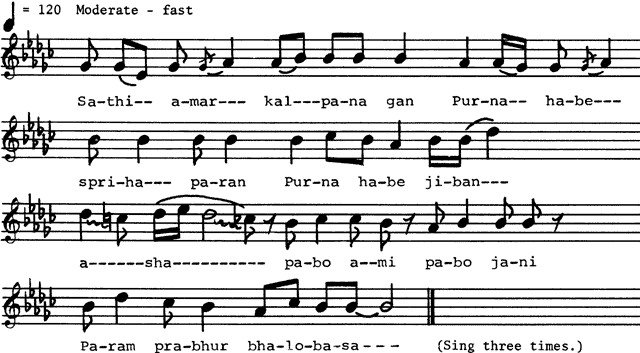 = 120 Moderate - fast
Sa-thi-- a-mar--- kal---pa-na gan Pur-na-- ha-be---
spri-ha--- pa-ran Pur-na ha-be ji-ban---
a------sha----------- pa-bo a--mi pa-bo ja-ni
Pa-ram pra-bhur bha-lo-ba-sa--- (Sing three times.)